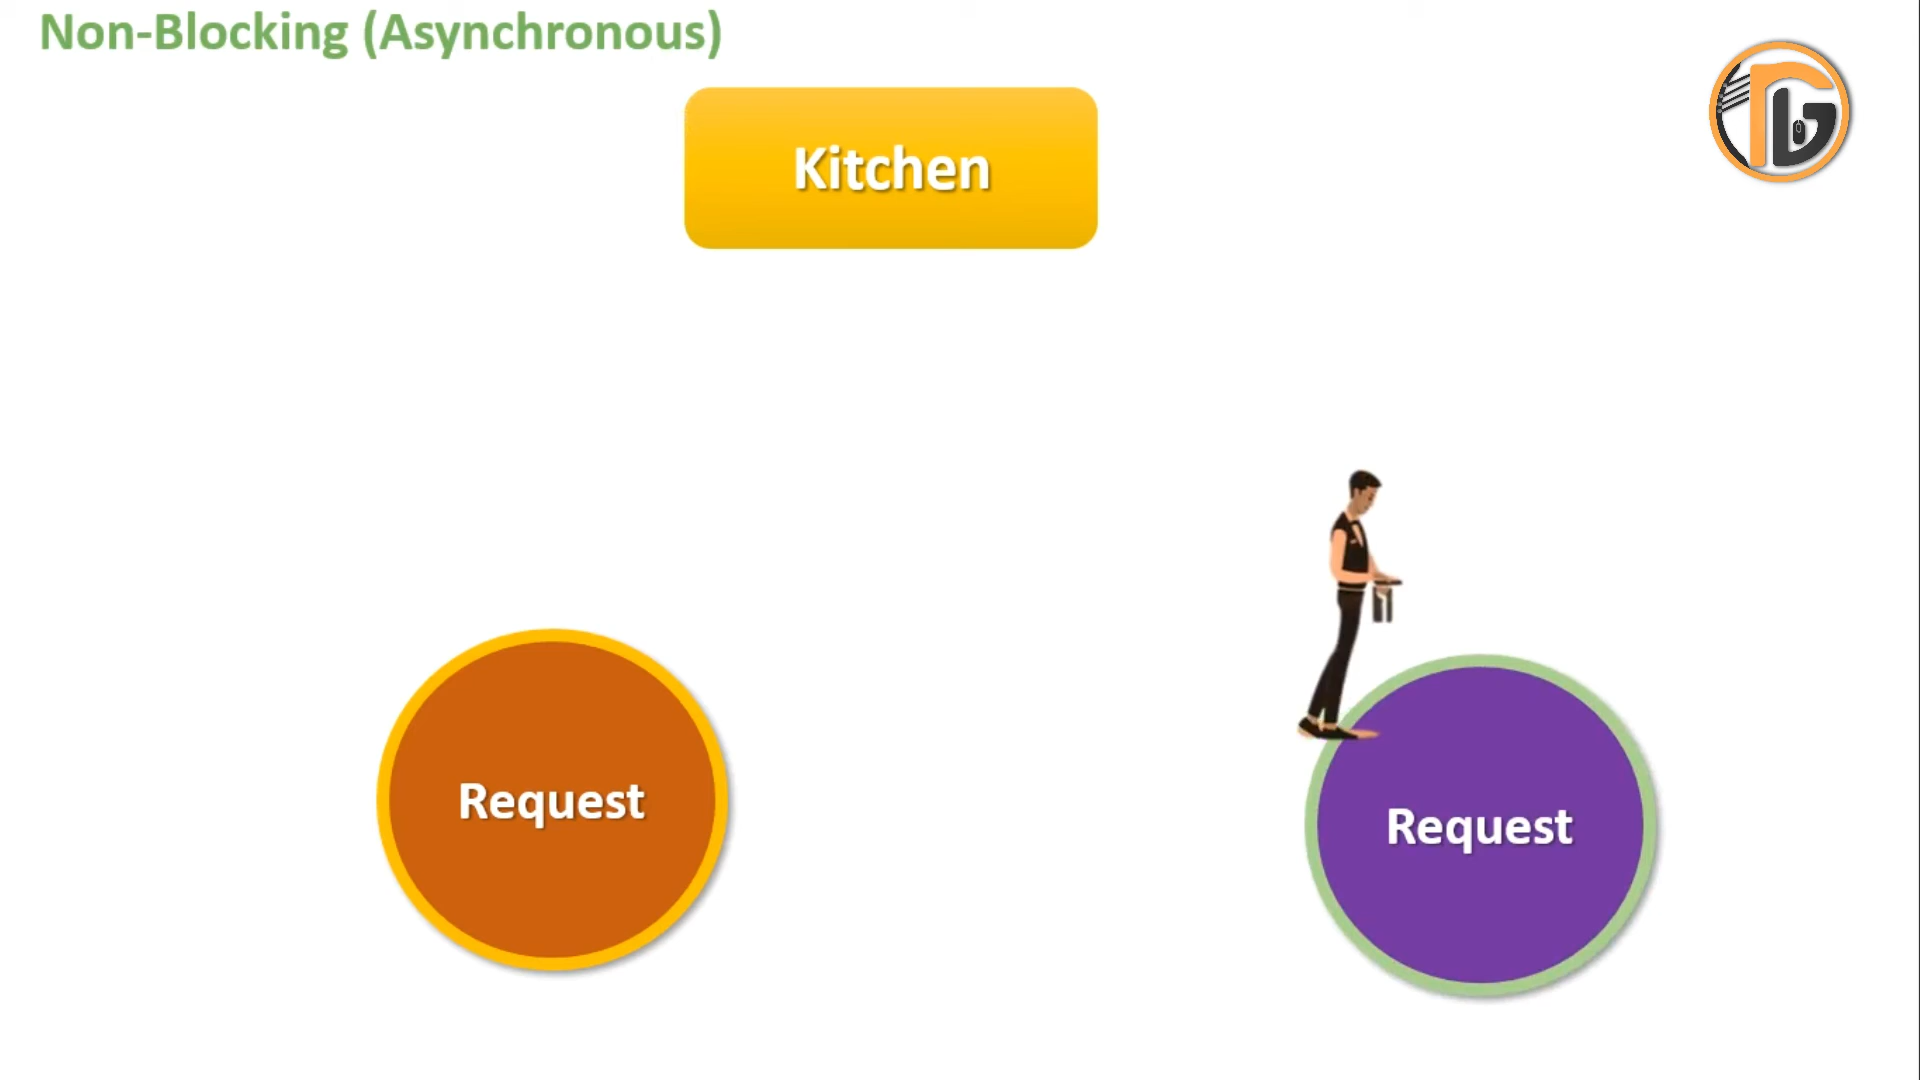 Non-Blocking (Asynchronous)
Kitchen
Request
Request